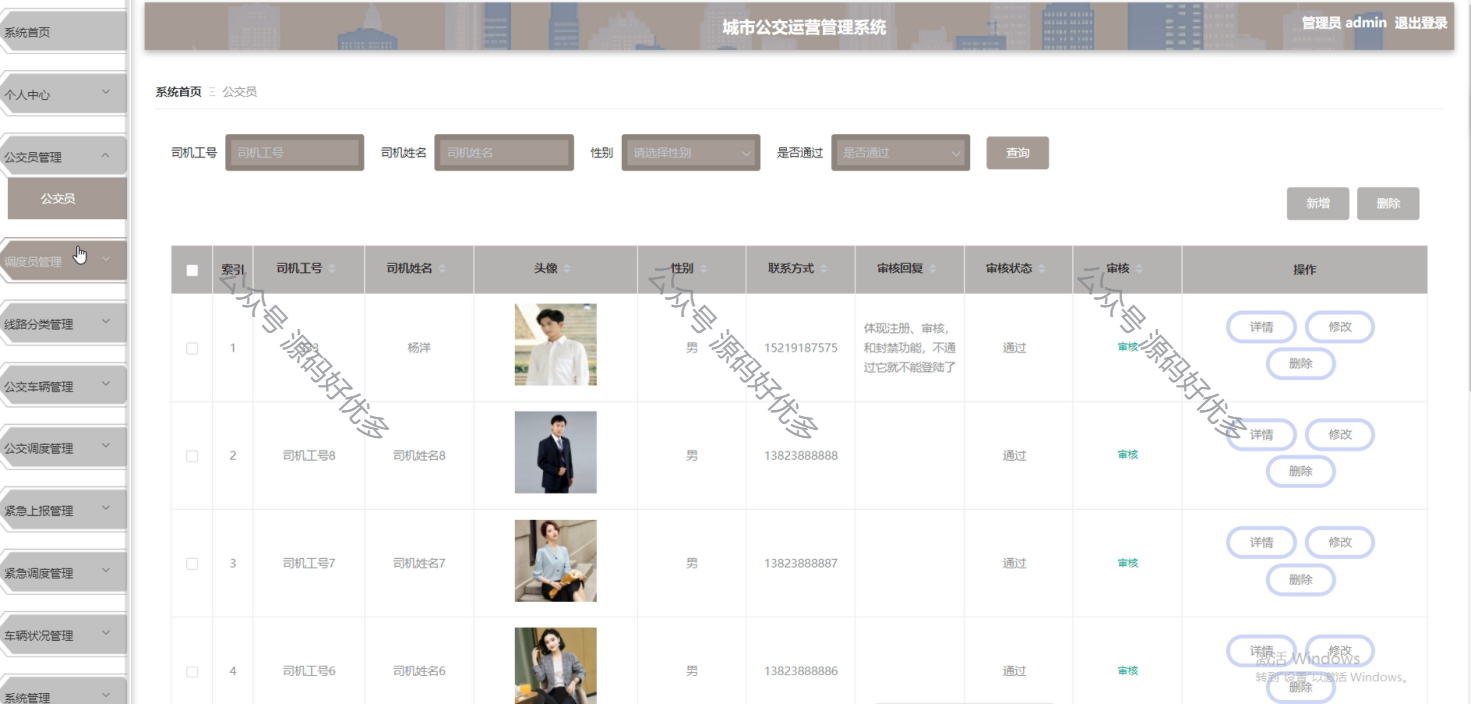 城市公交运营管理系统
管理员 admin 退出登录
系统首页
个人中心
公交员管理
公交员
调度员管理
线路分类管理
公交车辆管理
公交调度管理
紧急上报管理
紧急调度管理
车辆状况管理
系统管理
系统首页 公交员
司机工号 司机工号 司机姓名 司机姓名 性别 请选择性别 是否通过 是否通过 查询
新增 删除
索引 司机工号 司机姓名 头像 性别 联系方式 审核回复 审核状态 审核 操作
1 杨洋 男 15219187575 体现注册、审核,
和封禁功能，不通
过它就不能登陆了
通过 审核 详情 修改
删除
2 司机工号8 司机姓名8 男 13823888888 通过 审核 详情 修改
删除
3 司机工号7 司机姓名7 男 13823888887 通过 审核 详情 修改
删除
4 司机工号6 司机姓名6 男 13823888886 通过 审核 详情 修改
删除
公众号 源码好优多
公众号 源码好优多
公众号 源码好优多
激活 Windows
转到"设置"以激活 Windows。